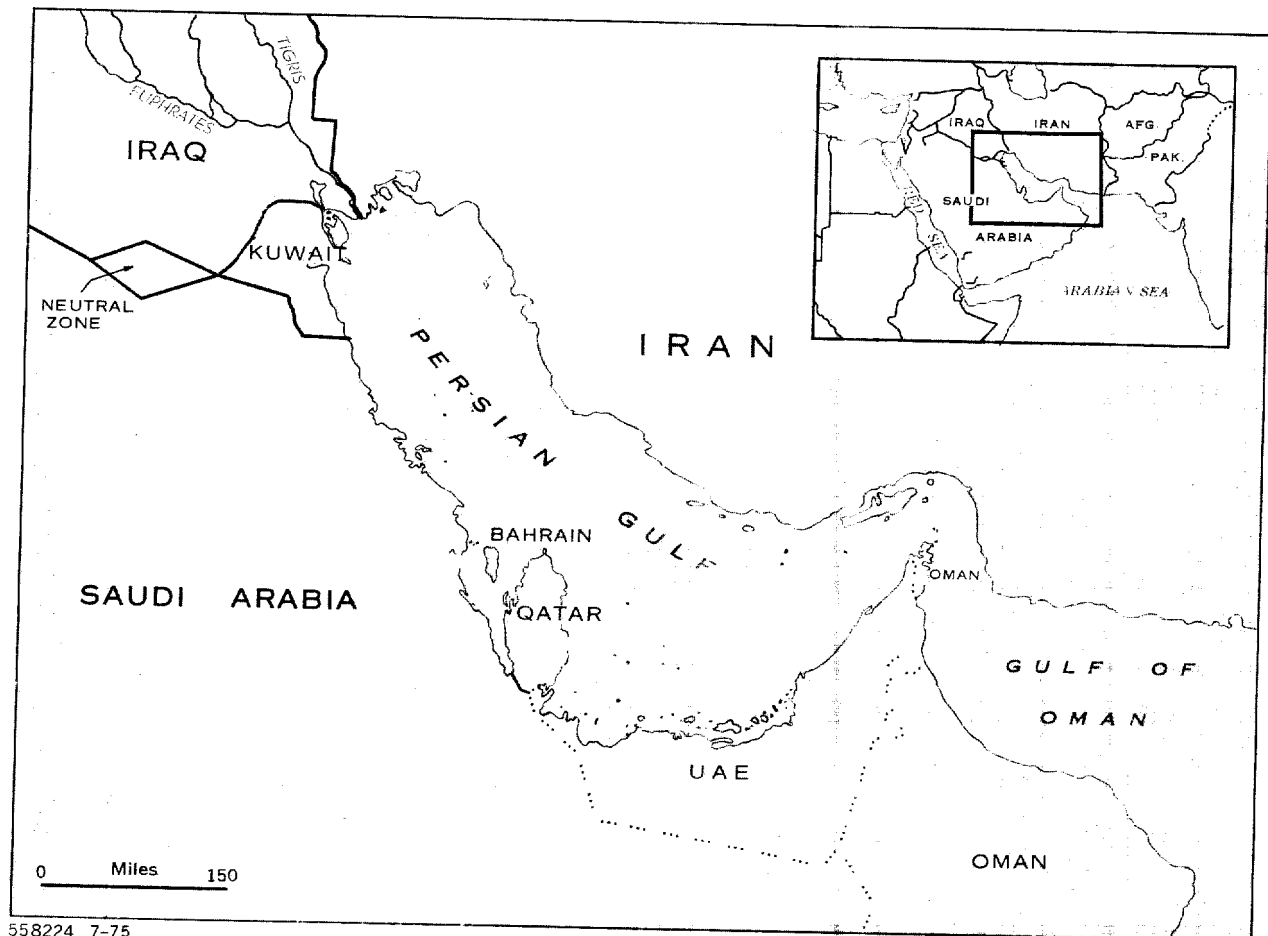 TIGRIS
EUPHRATES
IRAQ
KUWAIT
NEUTRAL
ZONE
IRAN
PERSIAN
GULF
BAHRAIN
QATAR
SAUDI ARABIA
OMAN
GULF OF
OMAN
UAE
OMAN
0 Miles 150
558224 7-75
IRAQ
IRAN
AFG.
PAK.
SAUDI
ARABIA
RED
SEA
ARABIAN SEA